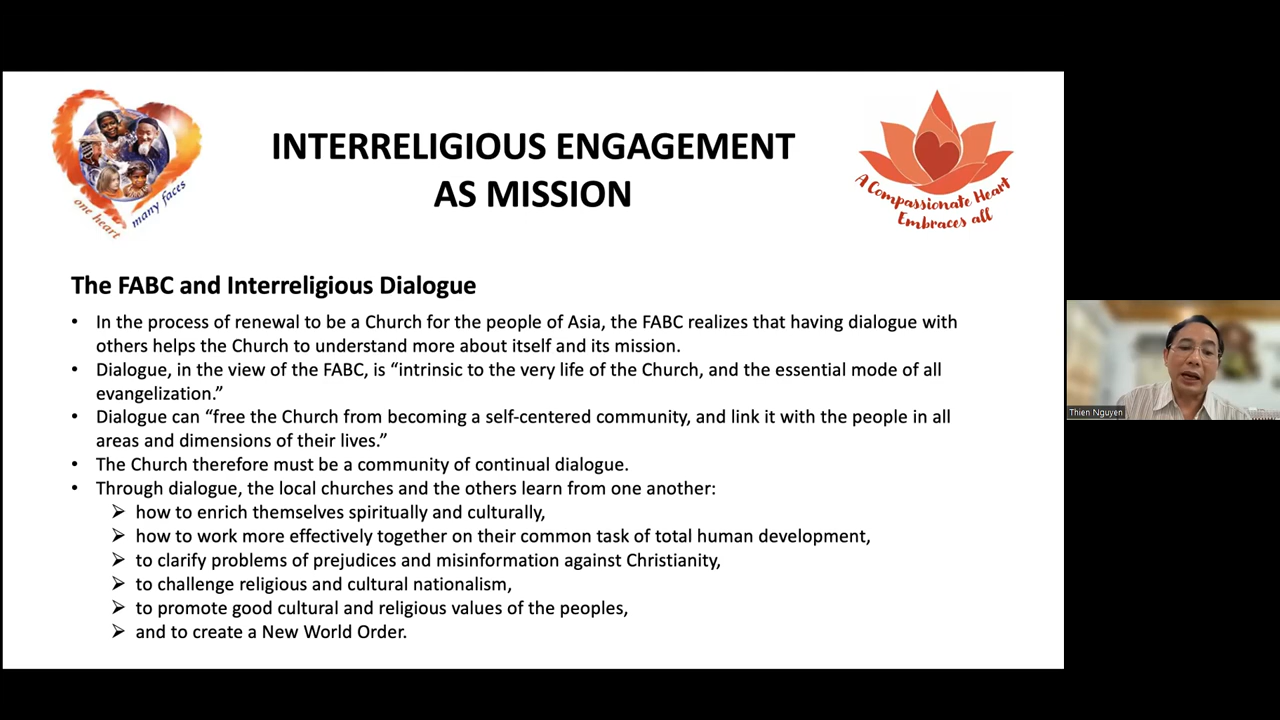 INTERRELIGIOUS ENGAGEMENT
AS MISSION
one heart
many faces
A Compassionate Heart
Embraces all
The FABC and Interreligious Dialogue
• In the process of renewal to be a Church for the people of Asia, the FABC realizes that having dialogue with
others helps the Church to understand more about itself and its mission.
• Dialogue, in the view of the FABC, is “intrinsic to the very life of the Church, and the essential mode of all
evangelization.”
• Dialogue can “free the Church from becoming a self-centered community, and link it with the people in all
areas and dimensions of their lives.”
• The Church therefore must be a community of continual dialogue.
• Through dialogue, the local churches and the others learn from one another:
➢ how to enrich themselves spiritually and culturally,
➢ how to work more effectively together on their common task of total human development,
➢ to clarify problems of prejudices and misinformation against Christianity,
➢ to challenge religious and cultural nationalism,
➢ to promote good cultural and religious values of the peoples,
➢ and to create a New World Order.
Thien Nguyen